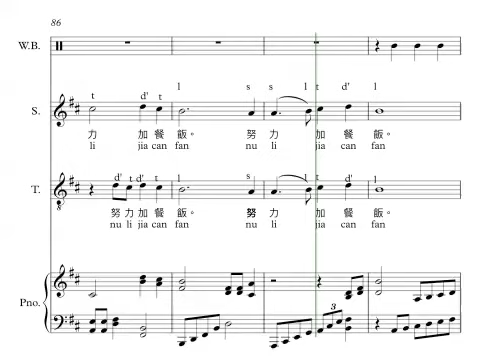 86
W.B.
t d' t l s s l t d' l
S.
力 加 餐 飯。 努 力 加 餐 飯。
li jia can fan nu li jia can fan
d' t d' t l s l t d' l
T.
努 力 加 餐 飯。 努 力 加 餐 飯。
nu li jia can fan nu li jia can fan
Pno.
3